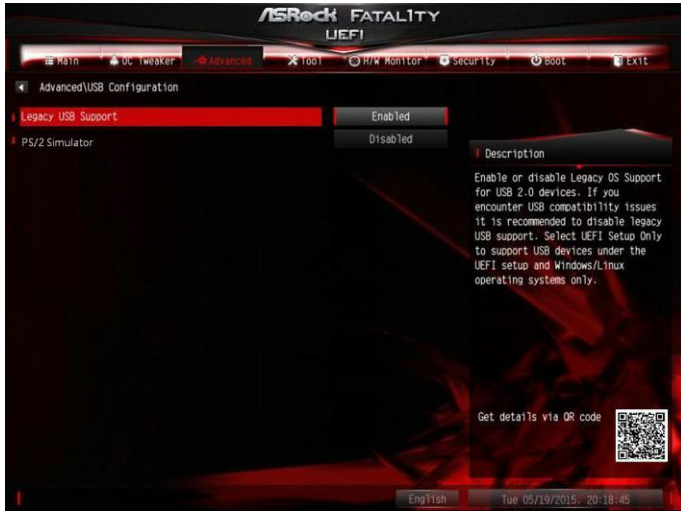 ASRock FATAL1TY
UEFI
Main OC Tweaker Advanced Tool H/W Monitor Security Boot Exit
Advanced\USB Configuration
Legacy USB Support Enabled
PS/2 Simulator Disabled
Description
Enable or disable Legacy OS Support
for USB 2.0 devices. If you
encounter USB compatibility issues
it is recommended to disable legacy
USB support. Select UEFI Setup Only
to support USB devices under the
UEFI setup and Windows/Linux
operating systems only.
Get details via QR code
English Tue 05/19/2015. 20:18:45